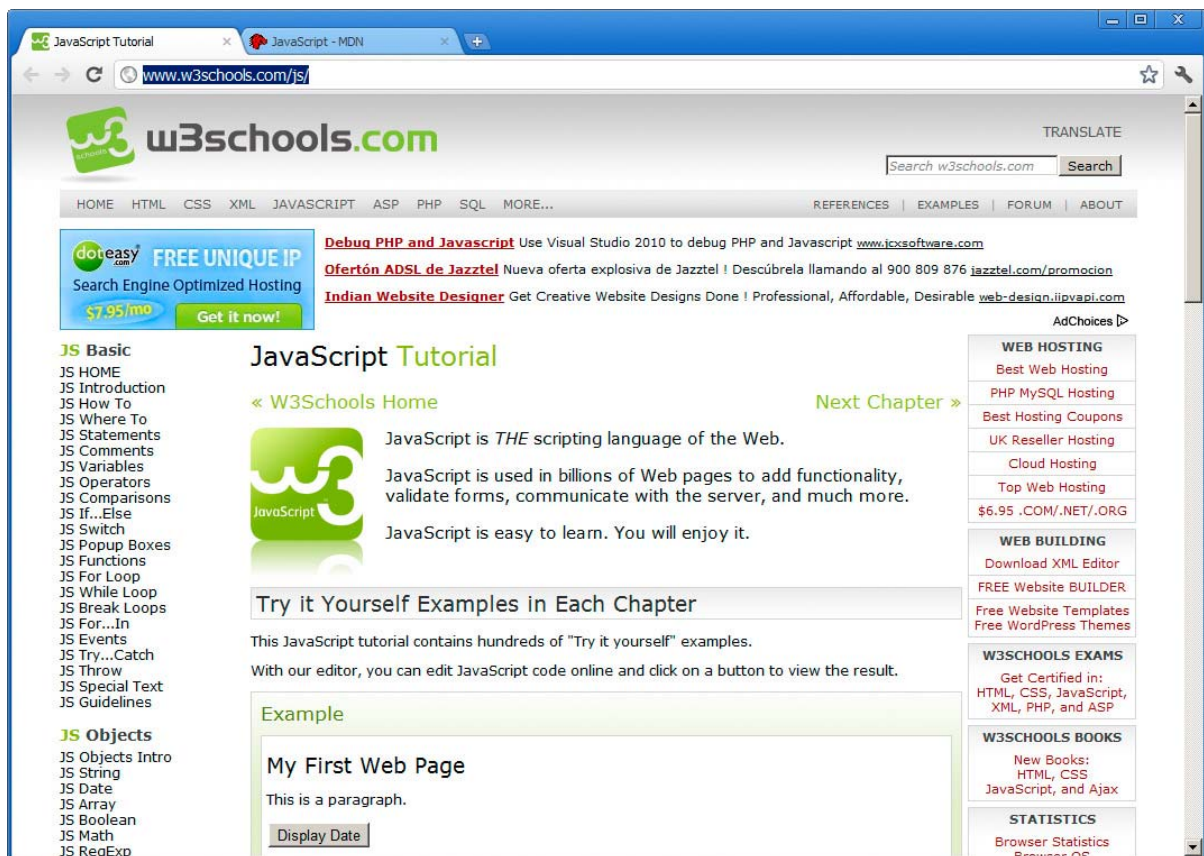 JavaScript Tutorial
JavaScript - MDN
www.w3schools.com/js/
w3
schools
w3schools.com
TRANSLATE
Search w3schools.com Search
HOME HTML CSS XML JAVASCRIPT ASP PHP SQL MORE...
REFERENCES | EXAMPLES | FORUM | ABOUT
doteasy.com FREE UNIQUE IP
Search Engine Optimized Hosting
$7.95/mo Get it now!
Debug PHP and Javascript Use Visual Studio 2010 to debug PHP and Javascript www.jcxsoftware.com
Ofertón ADSL de Jazztel Nueva oferta explosiva de Jazztel ! Descúbrela llamando al 900 809 876 jazztel.com/promocion
Indian Website Designer Get Creative Website Designs Done ! Professional, Affordable, Desirable web-design.iipvapi.com
AdChoices
JS Basic
JS HOME
JS Introduction
JS How To
JS Where To
JS Statements
JS Comments
JS Variables
JS Operators
JS Comparisons
JS If...Else
JS Switch
JS Popup Boxes
JS Functions
JS For Loop
JS While Loop
JS Break Loops
JS For...In
JS Events
JS Try...Catch
JS Throw
JS Special Text
JS Guidelines
JS Objects
JS Objects Intro
JS String
JS Date
JS Array
JS Boolean
JS Math
JS RegExp
JavaScript Tutorial
« W3Schools Home
Next Chapter »
w3
JavaScript
JavaScript is THE scripting language of the Web.
JavaScript is used in billions of Web pages to add functionality,
validate forms, communicate with the server, and much more.
JavaScript is easy to learn. You will enjoy it.
Try it Yourself Examples in Each Chapter
This JavaScript tutorial contains hundreds of "Try it yourself" examples.
With our editor, you can edit JavaScript code online and click on a button to view the result.
Example
My First Web Page
This is a paragraph.
Display Date
WEB HOSTING
Best Web Hosting
PHP MySQL Hosting
Best Hosting Coupons
UK Reseller Hosting
Cloud Hosting
Top Web Hosting
$6.95 .COM/.NET/.ORG
WEB BUILDING
Download XML Editor
FREE Website BUILDER
Free Website Templates
Free WordPress Themes
W3SCHOOLS EXAMS
Get Certified in:
HTML, CSS, JavaScript,
XML, PHP, and ASP
W3SCHOOLS BOOKS
New Books:
HTML, CSS
JavaScript, and Ajax
STATISTICS
Browser Statistics
Browser OS